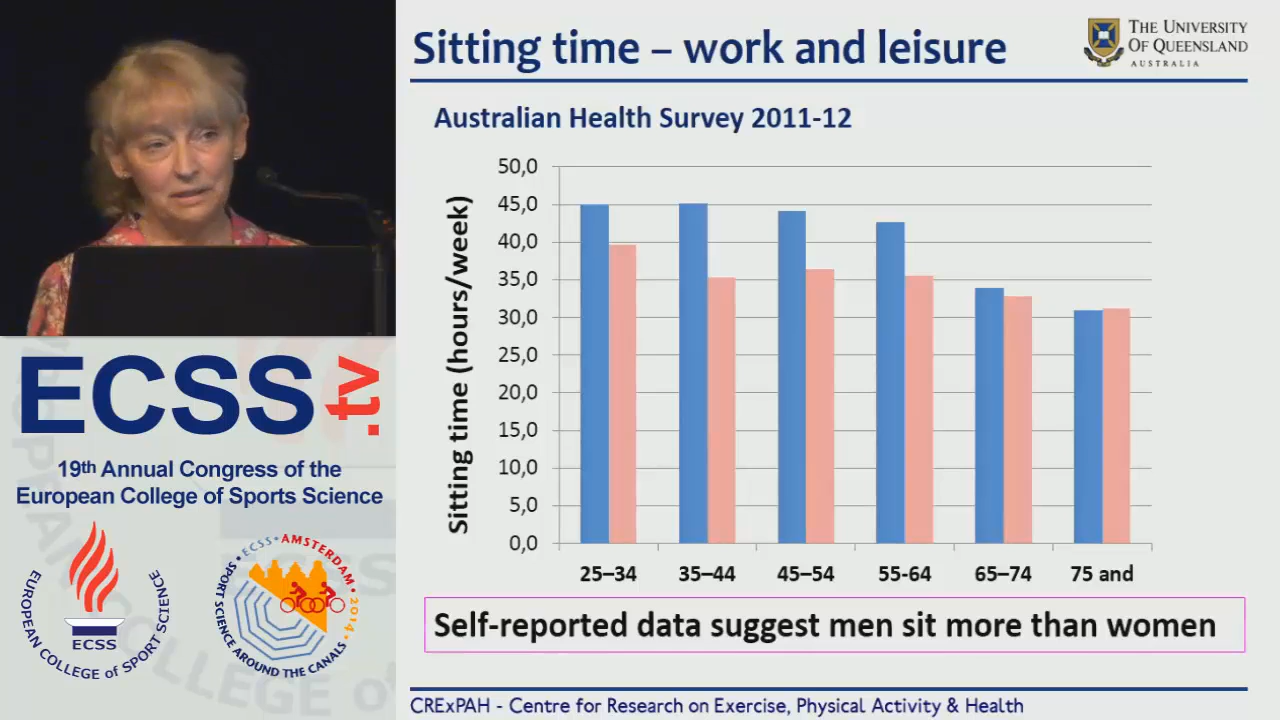 Sitting time – work and leisure
THE UNIVERSITY
OF QUEENSLAND
AUSTRALIA
Australian Health Survey 2011-12
Sitting time (hours/week)
50,0
45,0
40,0
35,0
30,0
25,0
20,0
15,0
10,0
5,0
0,0
25–34 35–44 45–54 55-64 65–74 75 and
Self-reported data suggest men sit more than women
CRExPAH - Centre for Research on Exercise, Physical Activity & Health
ECSS.tv
19th Annual Congress of the
European College of Sports Science
EUROPEAN COLLEGE of SPORT SCIENCE
ECSS
ECSS • AMSTERDAM 2014 •
SPORT SCIENCE AROUND THE CANALS